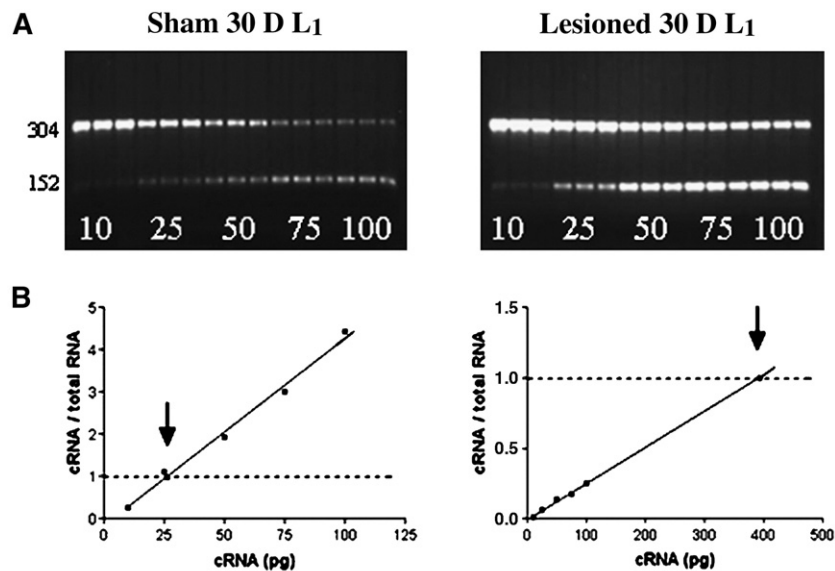 A
Sham 30 D L1
Lesioned 30 D L1
304
152
10 25 50 75 100
10 25 50 75 100
B
cRNA / total RNA
5
4
3
2
1
0
0 25 50 75 100 125
cRNA (pg)
cRNA / total RNA
1.5
1.0
0.5
0.0
0 100 200 300 400 500
cRNA (pg)